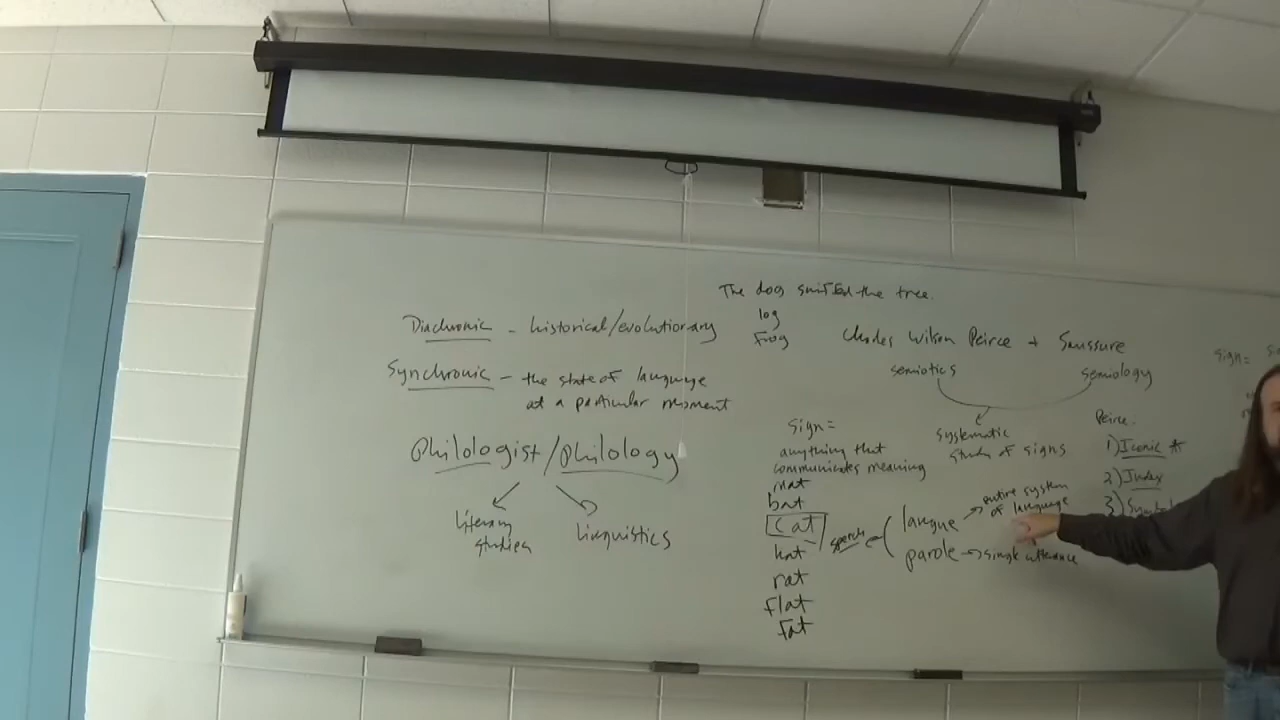 The dog sniffed the tree.
log
frog
Diachronic - historical/evolutionary
Synchronic - the state of language
at a particular moment
philologist/philology
Literary
studies
Linguistics
Charles Wilson Peirce + Saussure
semiotics
semiology
systematic
study of signs
sign=
anything that
communicates meaning
mat
bat
cat
hat
rat
flat
fat
speech
langue → entire system
of language
parole → single utterance
Peirce:
1) Iconic *
2) Index
3) Symbol
sign =